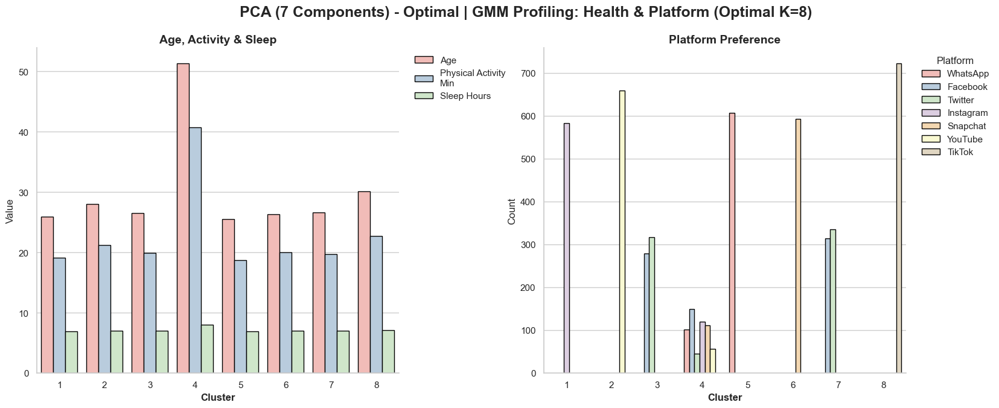 PCA (7 Components) - Optimal | GMM Profiling: Health & Platform (Optimal K=8)
Age, Activity & Sleep
Value
50
40
30
20
10
0
1 2 3 4 5 6 7 8
Cluster
Age
Physical Activity
Min
Sleep Hours
Platform Preference
Count
700
600
500
400
300
200
100
0
1 2 3 4 5 6 7 8
Cluster
Platform
WhatsApp
Facebook
Twitter
Instagram
Snapchat
YouTube
TikTok